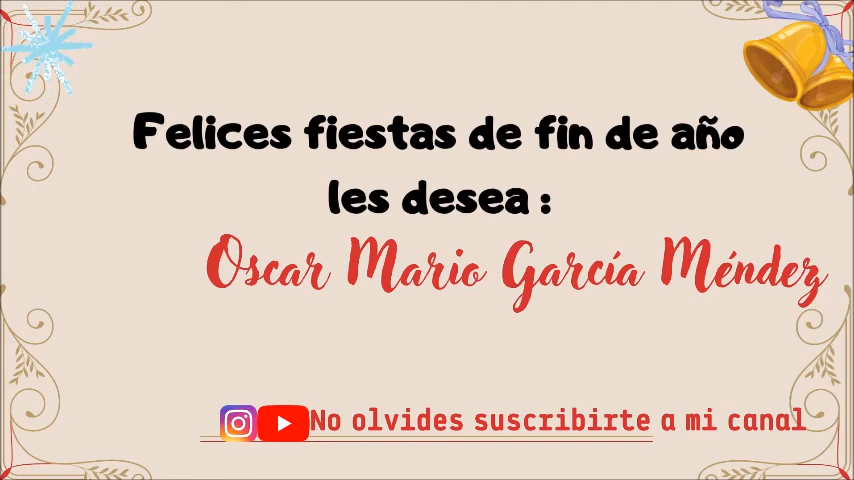 Felices fiestas de fin de año
les desea :
Oscar Mario García Méndez
No olvides suscribirte a mi canal